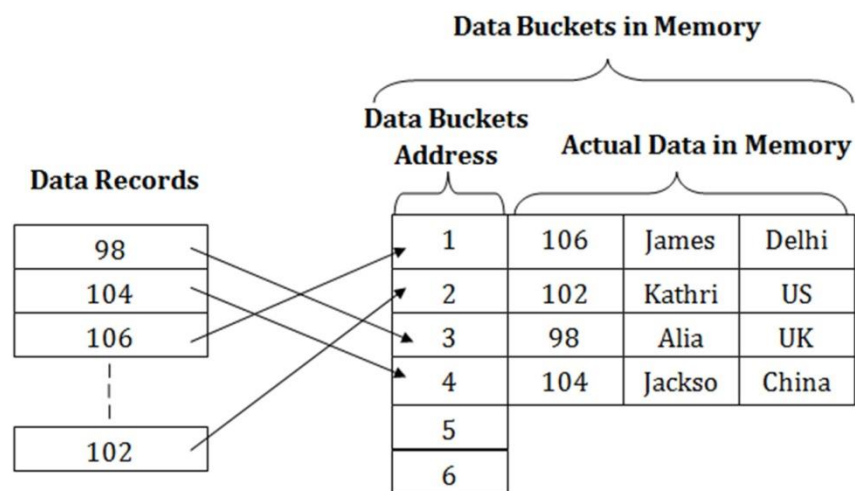 Data Buckets in Memory
Data Buckets
Address
Actual Data in Memory
Data Records
98
104
106
102
1 106 James Delhi
2 102 Kathri US
3 98 Alia UK
4 104 Jackso China
5
6